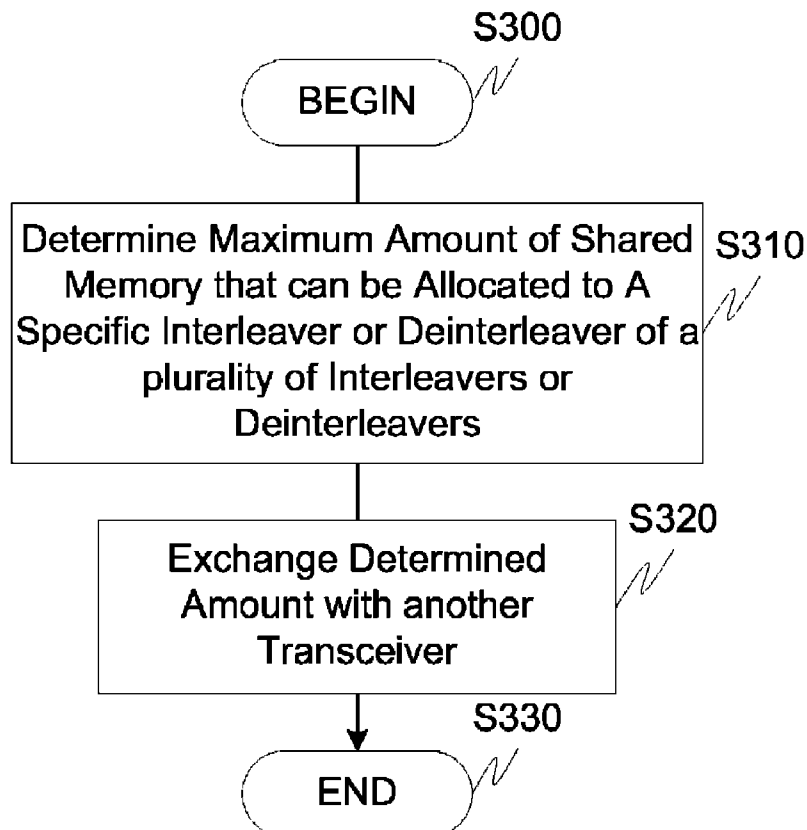 S300
BEGIN
Determine Maximum Amount of Shared
S310
Memory that can be Allocated to A
Specific Interleaver or Deinterleaver of a
plurality of Interleavers or
Deinterleavers
S320
Exchange Determined
Amount with another
Transceiver
S330
END